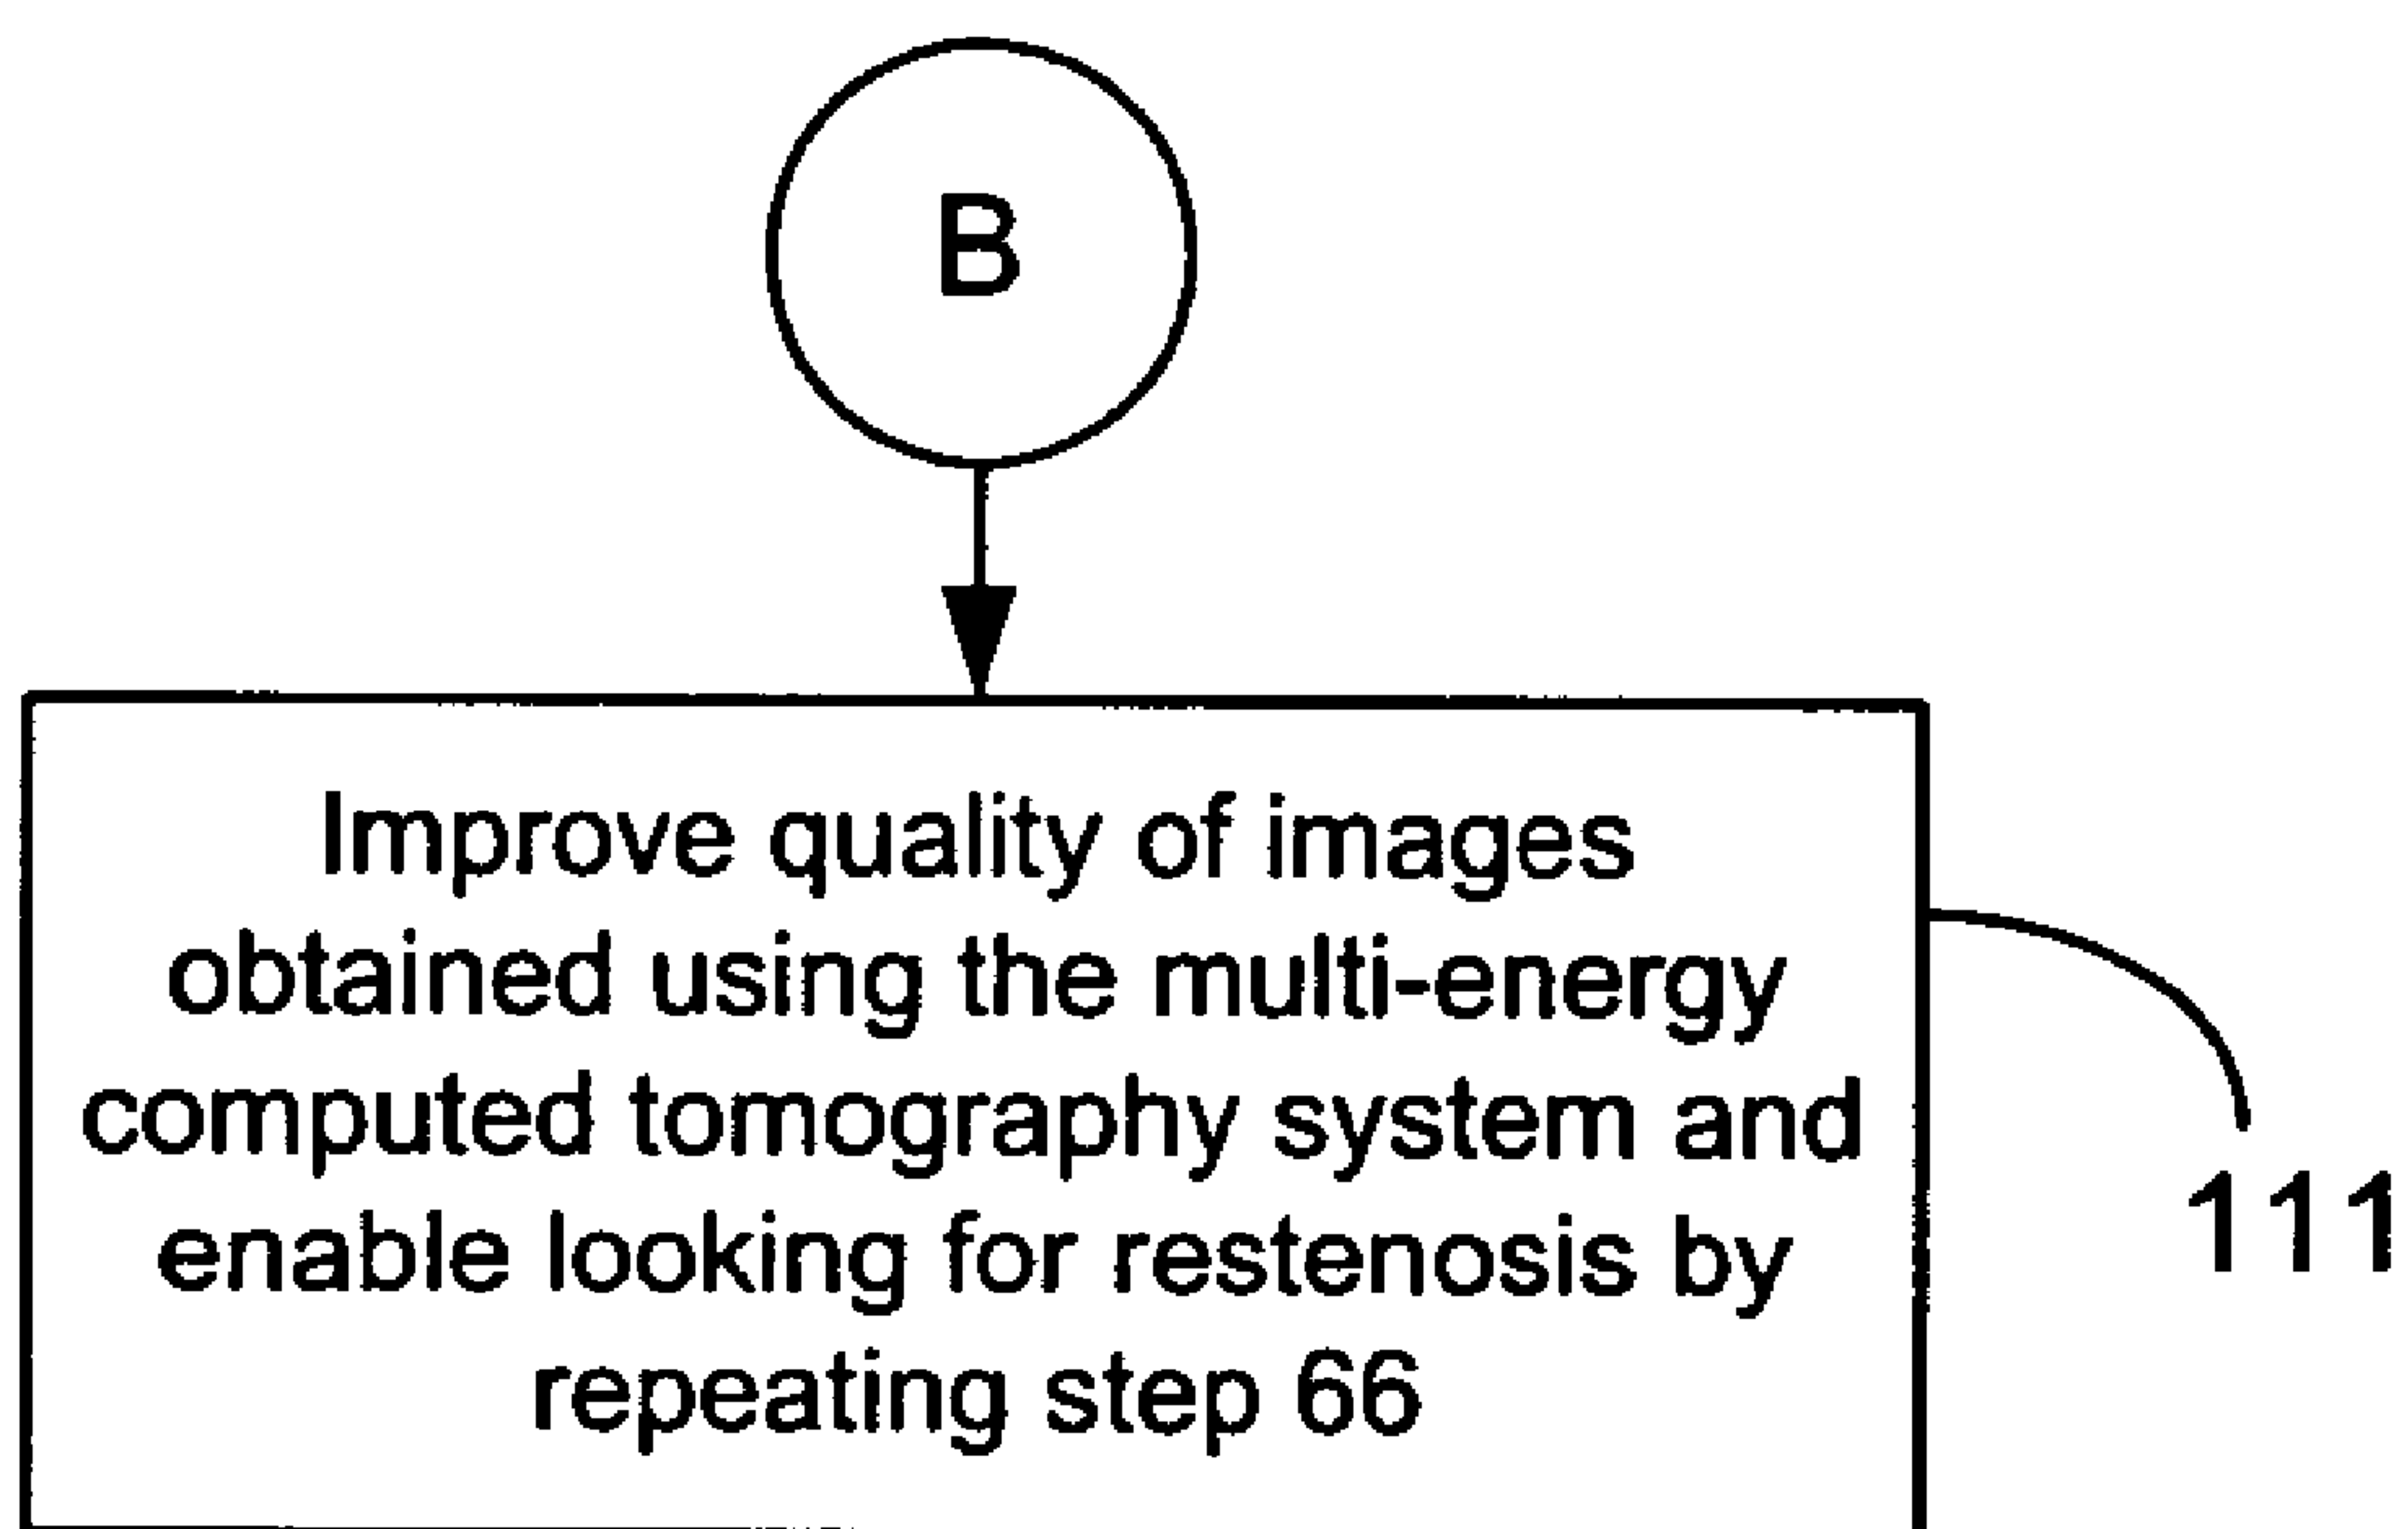 B
Improve quality of images
obtained using the multi-energy
computed tomography system and
enable looking for restenosis by
repeating step 66
111